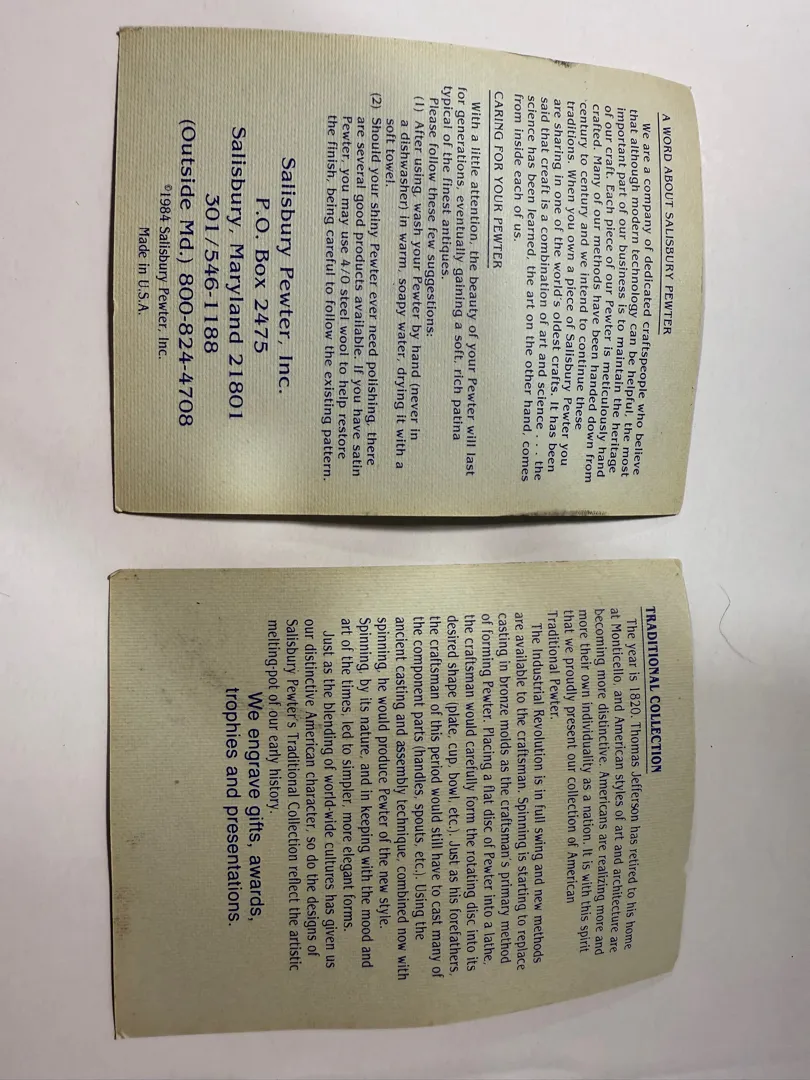 A WORD ABOUT SALISBURY PEWTER
We are a company of dedicated craftspeople who believe
that although modern technology can be helpful, the most
important part of our business is to maintain the heritage
of our craft. Each piece of our Pewter is meticulously hand
crafted. Many of our methods have been handed down from
century to century and we intend to continue these
traditions. When you own a piece of Salisbury Pewter you
are sharing in one of the world's oldest crafts. It has been
said that creaft is a combination of art and science . . . the
science has been learned, the art on the other hand, comes
from inside each of us.
CARING FOR YOUR PEWTER
With a little attention, the beauty of your Pewter will last
for generations, eventually gaining a soft, rich patina
typical of the finest antiques.
Please follow these few suggestions:
(1) After using, wash your Pewter by hand (never in
a dishwasher) in warm, soapy water, drying it with a
soft towel.
(2) Should your shiny Pewter ever need polishing, there
are several good products available. If you have satin
Pewter, you may use 4/0 steel wool to help restore
the finish, being careful to follow the existing pattern.
Salisbury Pewter, Inc.
P.O. Box 2475
Salisbury, Maryland 21801
301/546-1188
(Outside Md.) 800-824-4708
©1984 Salisbury Pewter, Inc.
Made in U.S.A.
TRADITIONAL COLLECTION
The year is 1820. Thomas Jefferson has retired to his home
at Monticello, and American styles of art and architecture are
becoming more distinctive. Americans are realizing more and
more their own individuality as a nation. It is with this spirit
that we proudly present our collection of American
Traditional Pewter.
The Industrial Revolution is in full swing and new methods
are available to the craftsman. Spinning is starting to replace
casting in bronze molds as the craftsman's primary method
of forming Pewter. Placing a flat disc of Pewter into a lathe,
the craftsman would carefully form the rotating disc into its
desired shape (plate, cup, bowl, etc.). Just as his forefathers,
the craftsman of this period would still have to cast many of
the component parts (handles, spouts, etc.). Using the
ancient casting and assembly technique, combined now with
spinning, he would produce Pewter of the new style.
Spinning, by its nature, and in keeping with the mood and
art of the times, led to simpler, more elegant forms.
Just as the blending of world-wide cultures has given us
our distinctive American character, so do the designs of
Salisbury Pewter's Traditional Collection reflect the artistic
melting-pot of our early history.
We engrave gifts, awards,
trophies and presentations.